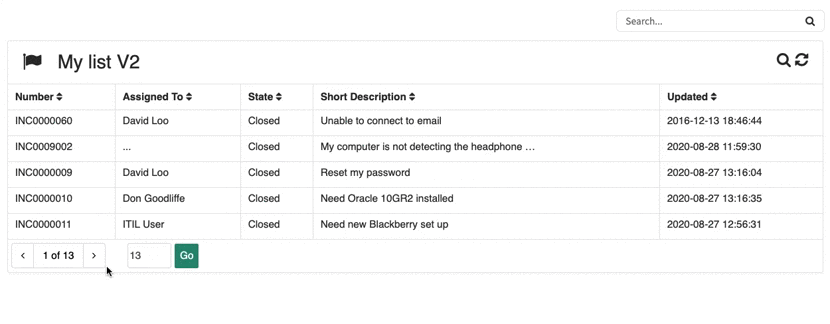 Search...
My list V2
Number Assigned To State Short Description Updated
INC0000060 David Loo Closed Unable to connect to email 2016-12-13 18:46:44
INC0009002 ... Closed My computer is not detecting the headphone … 2020-08-28 11:59:30
INC0000009 David Loo Closed Reset my password 2020-08-27 13:16:04
INC0000010 Don Goodliffe Closed Need Oracle 10GR2 installed 2020-08-27 13:16:35
INC0000011 ITIL User Closed Need new Blackberry set up 2020-08-27 12:56:31
1 of 13 13 Go